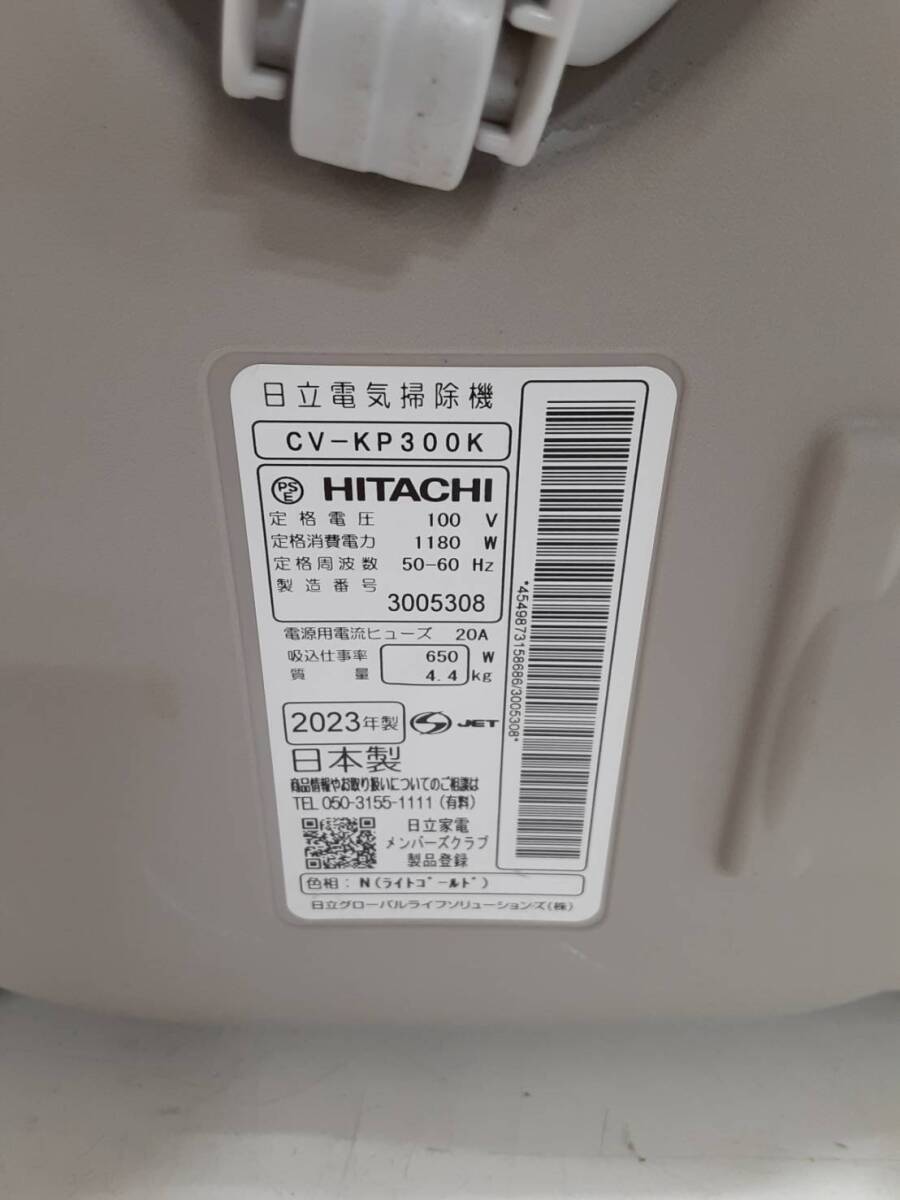 日立電気掃除機
CV-KP300K
PSE HITACHI
定格電圧 100 V
定格消費電力 1180 W
定格周波数 50-60 Hz
製造番号 3005308
電源用電流ヒューズ 20A
吸込仕事率 650 W
質量 4.4 kg
2023年製 S JET
日本製
商品情報やお取り扱いについてのご相談は
TEL 050-3155-1111(有料)
日立家電
メンバーズクラブ
製品登録
色相:N(ライトゴールド)
日立グローバルライフソリューションズ(株)
*4549873158686/3005308*